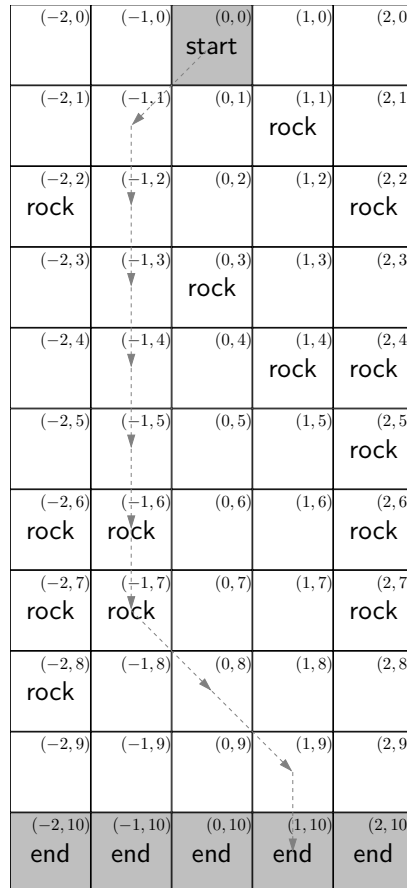 (−2, 0) (−1, 0) (0, 0) (1, 0) (2, 0)
start
(−2, 1) (−1, 1) (0, 1) (1, 1) (2, 1)
rock
(−2, 2) (−1, 2) (0, 2) (1, 2) (2, 2)
rock rock
(−2, 3) (−1, 3) (0, 3) (1, 3) (2, 3)
rock
(−2, 4) (−1, 4) (0, 4) (1, 4) (2, 4)
rock rock
(−2, 5) (−1, 5) (0, 5) (1, 5) (2, 5)
rock
(−2, 6) (−1, 6) (0, 6) (1, 6) (2, 6)
rock rock rock
(−2, 7) (−1, 7) (0, 7) (1, 7) (2, 7)
rock rock rock
(−2, 8) (−1, 8) (0, 8) (1, 8) (2, 8)
rock
(−2, 9) (−1, 9) (0, 9) (1, 9) (2, 9)
(−2, 10) (−1, 10) (0, 10) (1, 10) (2, 10)
end end end end end